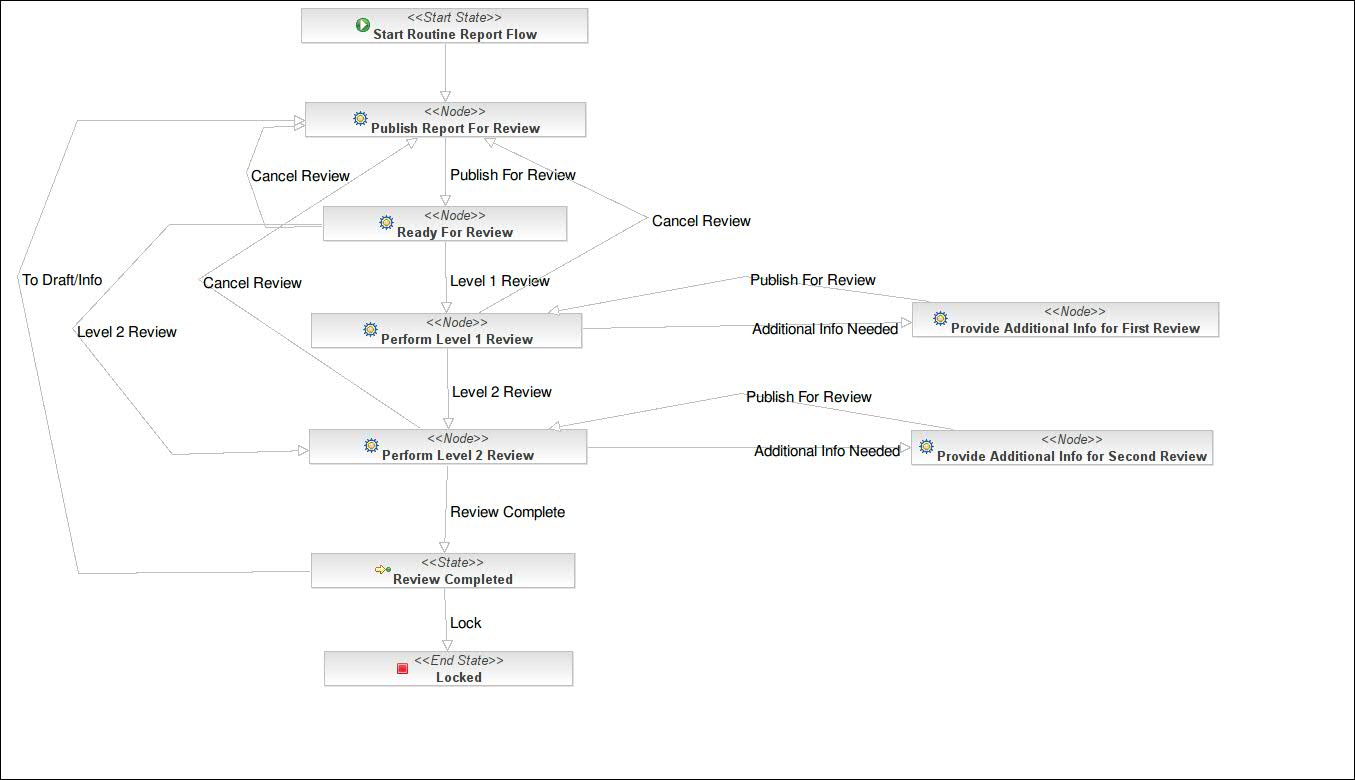 <<Start State>>
Start Routine Report Flow
<<Node>>
Publish Report For Review
Cancel Review
Publish For Review
<<Node>>
Ready For Review
Cancel Review
To Draft/Info
Cancel Review
Level 1 Review
Publish For Review
<<Node>>
Provide Additional Info for First Review
<<Node>>
Perform Level 1 Review
Additional Info Needed
Level 2 Review
Level 2 Review
Publish For Review
<<Node>>
Perform Level 2 Review
Additional Info Needed
<<Node>>
Provide Additional Info for Second Review
Review Complete
<<State>>
Review Completed
Lock
<<End State>>
Locked